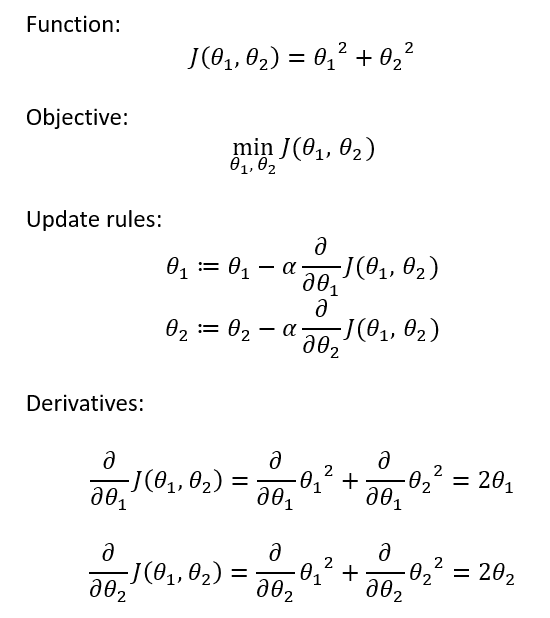 Function:
J(θ₁, θ₂) = θ₁² + θ₂²
Objective:
min J(θ₁, θ₂)
θ₁, θ₂
Update rules:
θ₁ ≔ θ₁ − α ∂/∂θ₁ J(θ₁, θ₂)
θ₂ ≔ θ₂ − α ∂/∂θ₂ J(θ₁, θ₂)
Derivatives:
∂/∂θ₁ J(θ₁, θ₂) = ∂/∂θ₁ θ₁² + ∂/∂θ₁ θ₂² = 2θ₁
∂/∂θ₂ J(θ₁, θ₂) = ∂/∂θ₂ θ₁² + ∂/∂θ₂ θ₂² = 2θ₂